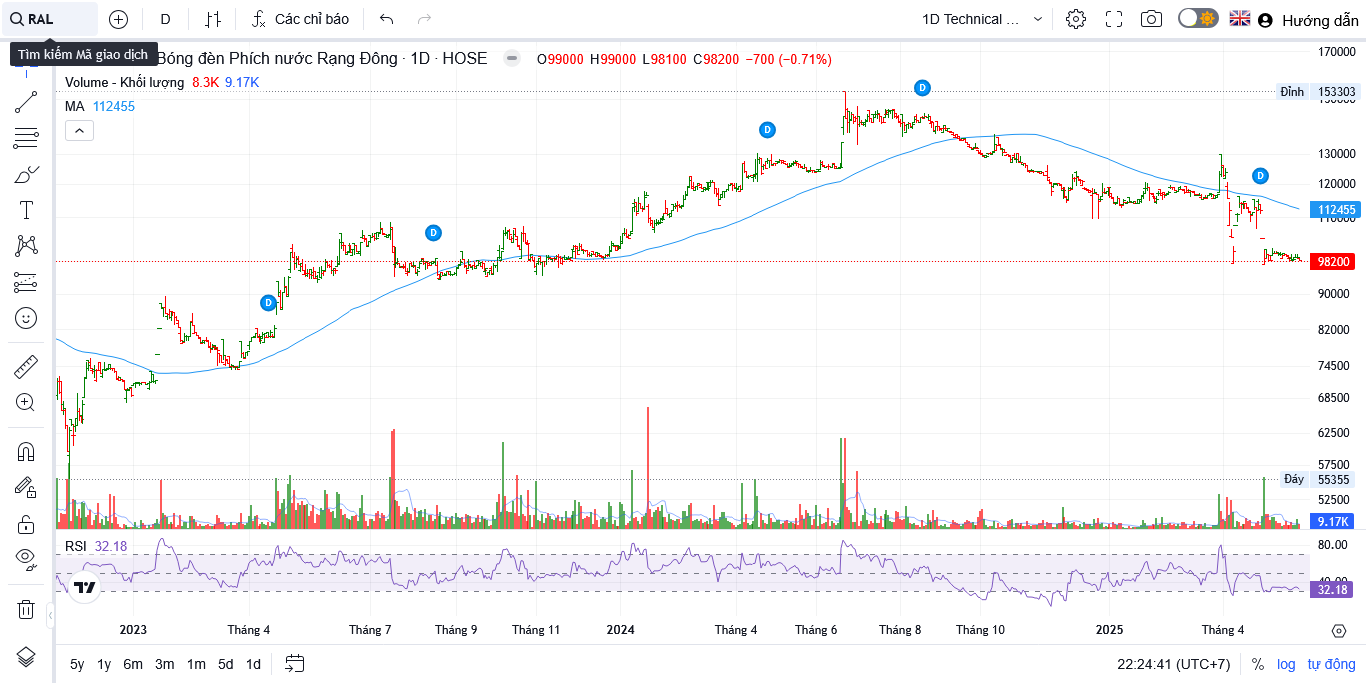 RAL D Các chỉ báo 1D Technical ... Hướng dẫn
Tìm kiếm Mã giao dịch
Bóng đèn Phích nước Rạng Đông · 1D · HOSE O99000 H99000 L98100 C98200 −700 (−0.71%)
Volume - Khối lượng 8.3K 9.17K
MA 112455
170000
Đỉnh 153303
130000
120000
112455
98200
90000
82000
74500
68500
62500
57500
Đáy 55355
52500
9.17K
D
D
D
D
D
RSI 32.18
80.00
32.18
2023 Tháng 4 Tháng 7 Tháng 9 Tháng 11 2024 Tháng 4 Tháng 6 Tháng 8 Tháng 10 2025 Tháng 4
5y 1y 6m 3m 1m 5d 1d 22:24:41 (UTC+7) % log tự động